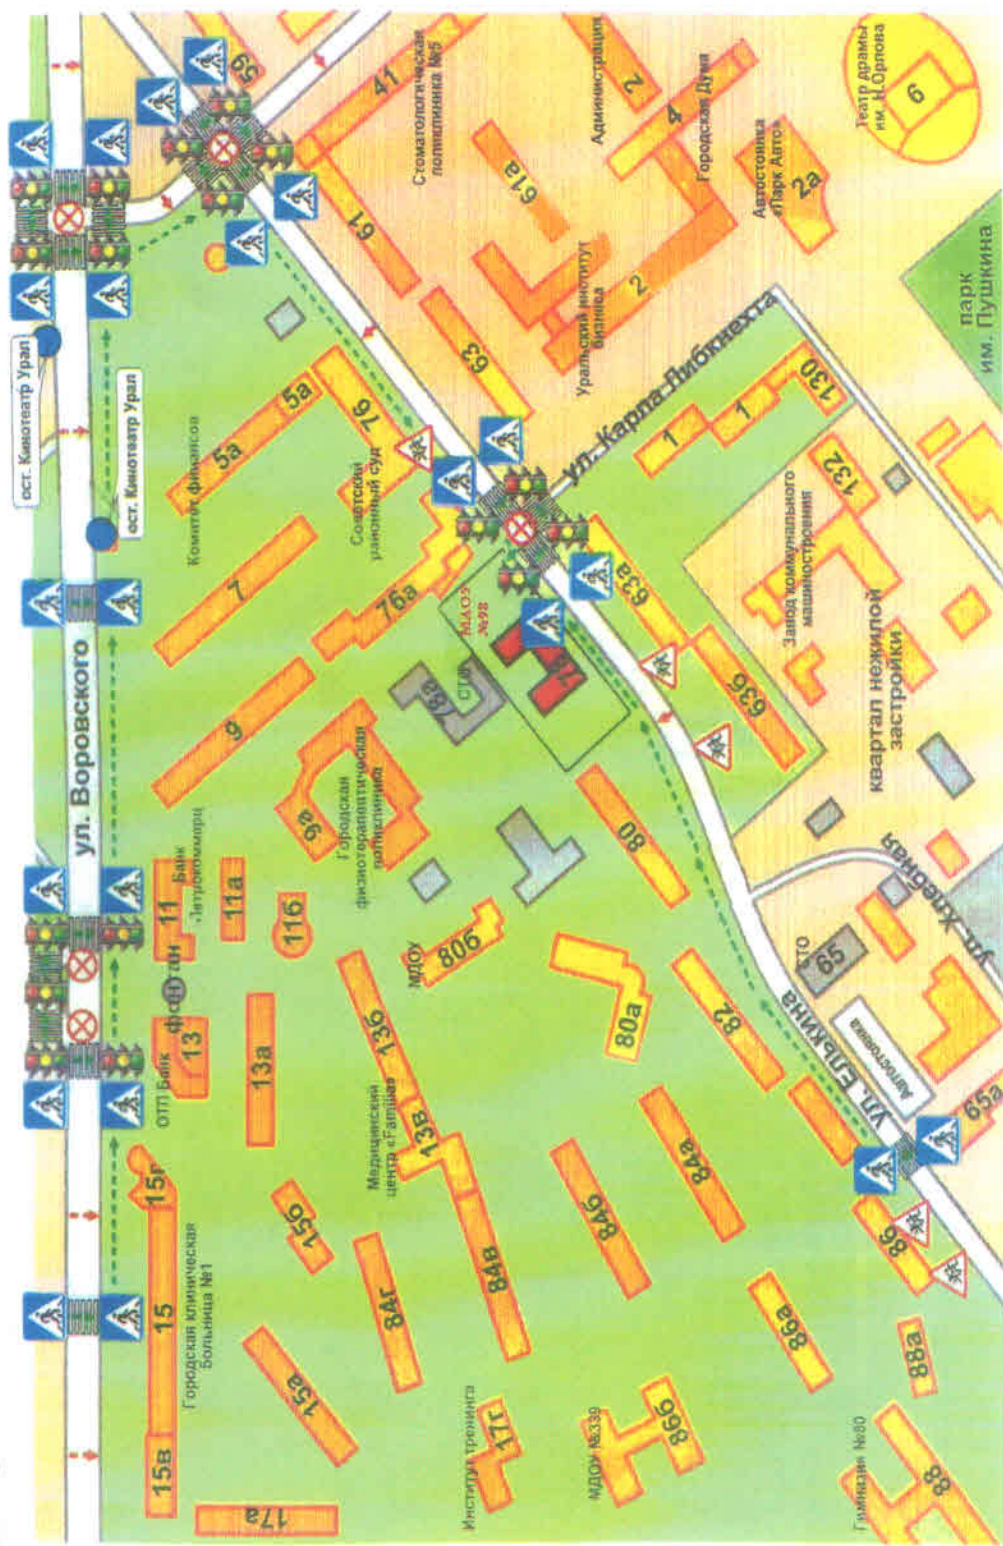 ост. Кинотеатр Урал
ул. Воровского
ост. Кинотеатр Урал
59
15в
15
15г
ОТП Банк
13
фонтан
11
Банк
11а
11б
13а
17а
Городская клиническая
Больница №1
15а
15б
9
7
Комитет финансов
5а
5а
76
Советский
районный суд
76а
МАОУ
№98
78а
9а
Городская
физиотерапевтическая
поликлиника
13б
Медицинский
центр
13в
84г
84в
МДОУ
80б
80а
80
82
84а
84б
Институт тренинга
17г
МДОУ №339
86б
86а
86
88а
Гимназия №80
88
ул. Елькина
Автостоянка
65
65а
ул. Хлебная
квартал нежилой
застройки
Завод коммунального
машиностроения
132
130
1
1
63а
63б
ул. Карла Либкнехта
63
61
41
Стоматологическая
поликлиника №5
61а
Уральский институт
бизнеса
2
Администрация
2
4
Городская Дума
Автостоянка
«Парк Авто»
2а
Театр драмы
им. Н.Орлова
6
парк
им. Пушкина